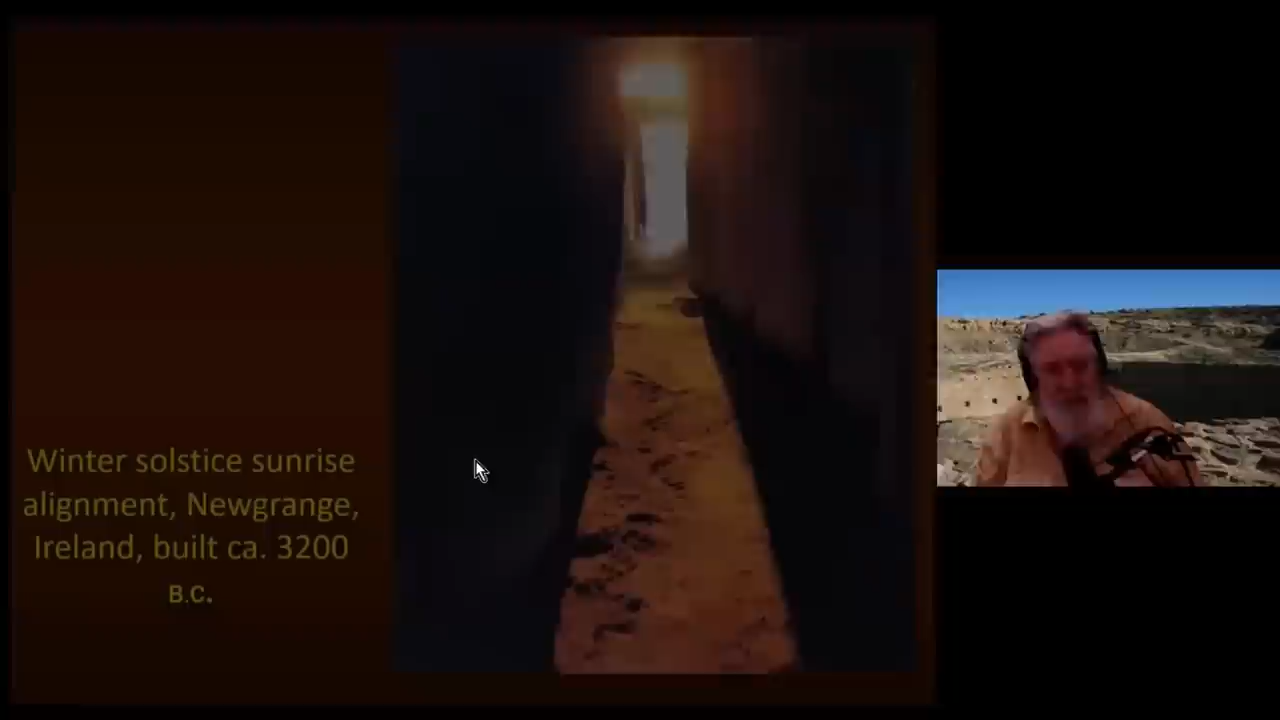 Winter solstice sunrise
alignment, Newgrange,
Ireland, built ca. 3200
B.C.